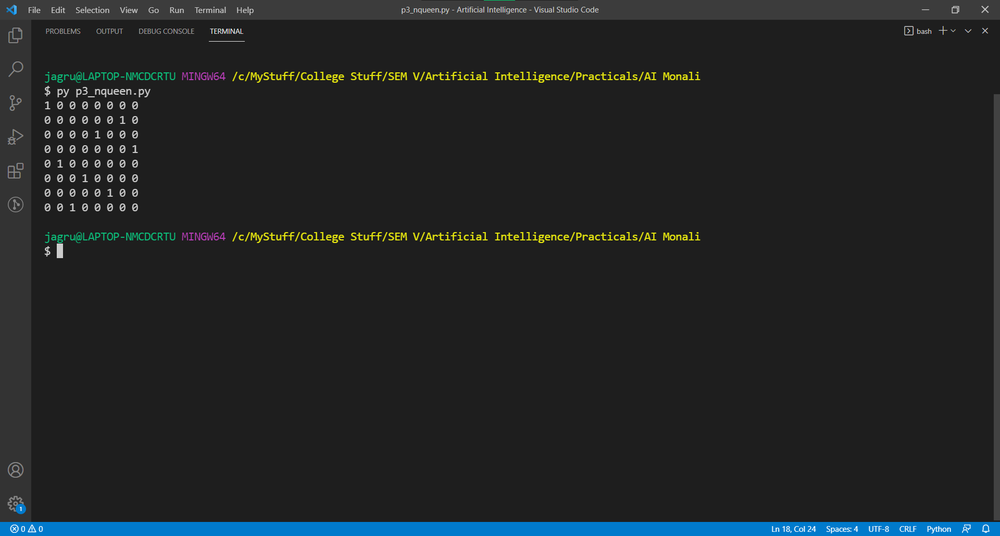 File Edit Selection View Go Run Terminal Help p3_nqueen.py - Artificial Intelligence - Visual Studio Code
PROBLEMS OUTPUT DEBUG CONSOLE TERMINAL bash
jagru@LAPTOP-NMCDCRTU MINGW64 /c/MyStuff/College Stuff/SEM V/Artificial Intelligence/Practicals/AI Monali
$ py p3_nqueen.py
1 0 0 0 0 0 0 0
0 0 0 0 0 0 1 0
0 0 0 0 1 0 0 0
0 0 0 0 0 0 0 1
0 1 0 0 0 0 0 0
0 0 0 1 0 0 0 0
0 0 0 0 0 1 0 0
0 0 1 0 0 0 0 0
jagru@LAPTOP-NMCDCRTU MINGW64 /c/MyStuff/College Stuff/SEM V/Artificial Intelligence/Practicals/AI Monali
$
1
0 0 Ln 18, Col 24 Spaces: 4 UTF-8 CRLF Python